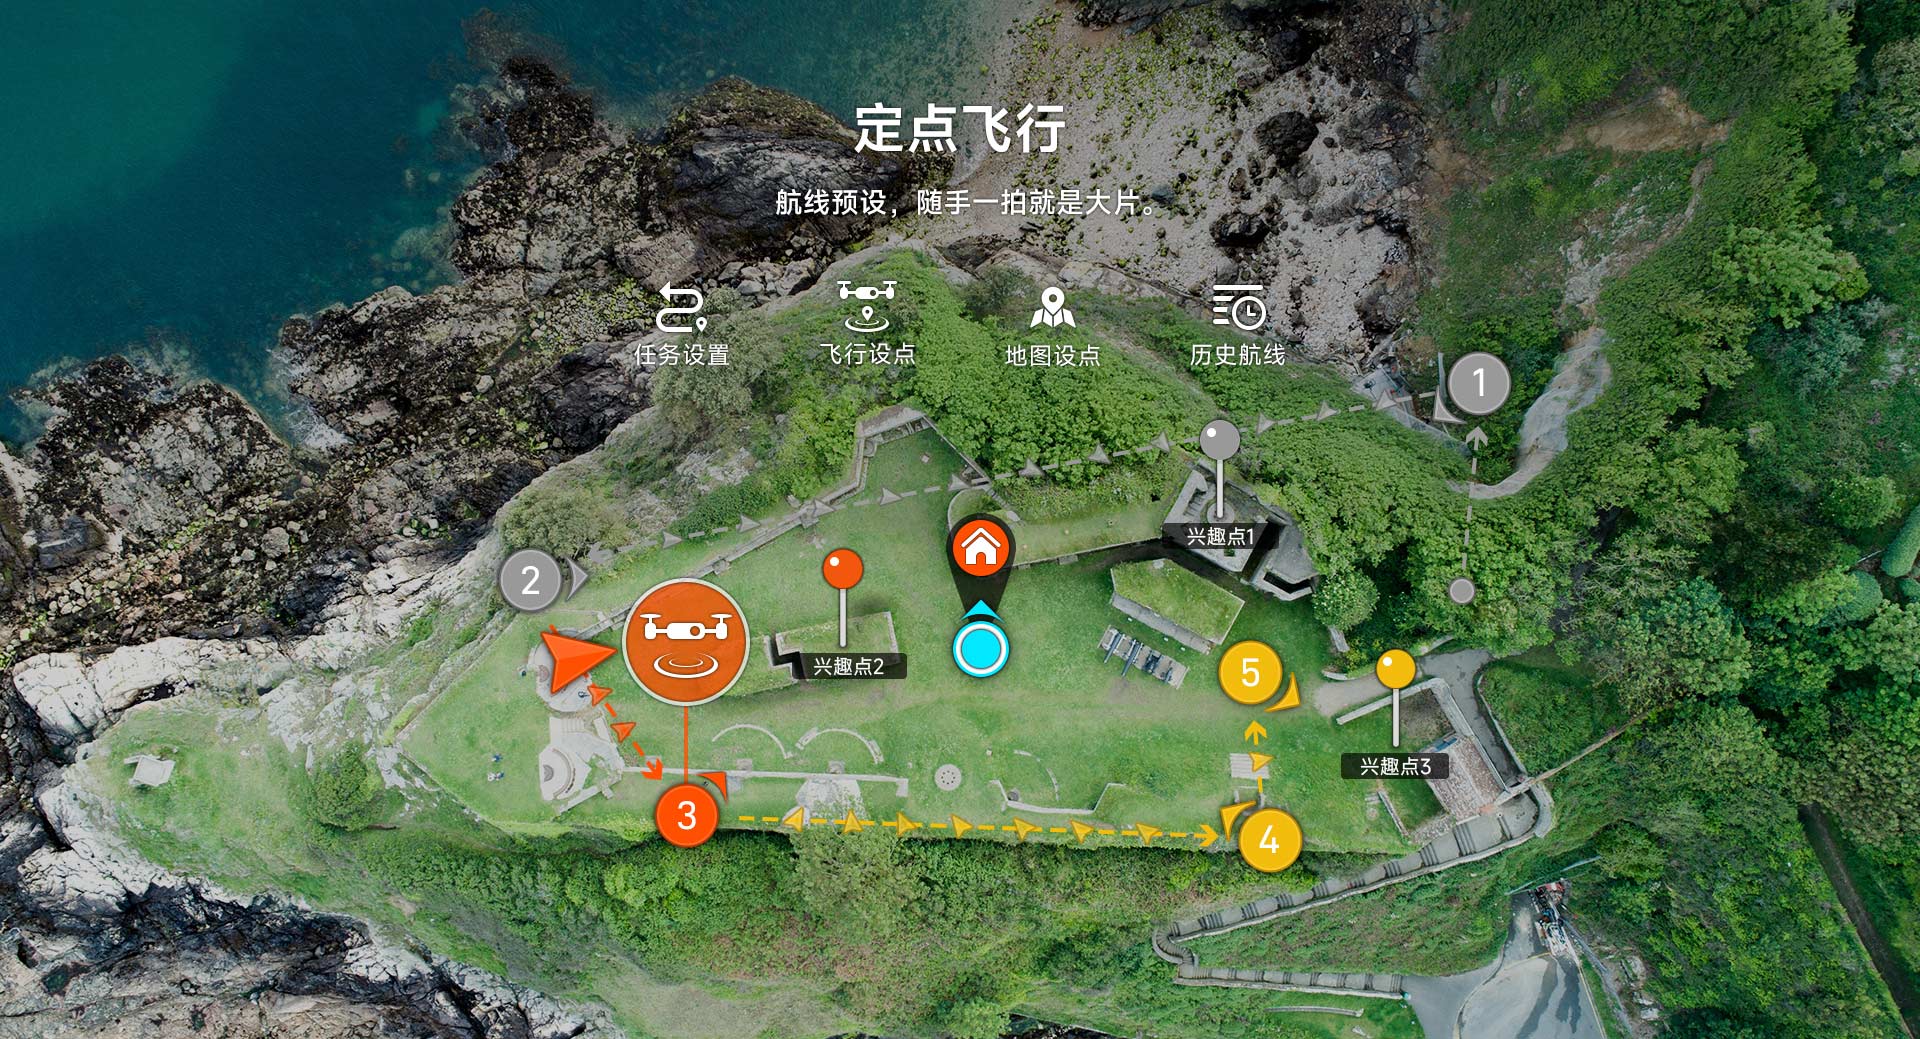 定点飞行
航线预设，随手一拍就是大片。
任务设置
飞行设点
地图设点
历史航线
1
兴趣点1
2
兴趣点2
5
兴趣点3
3
4